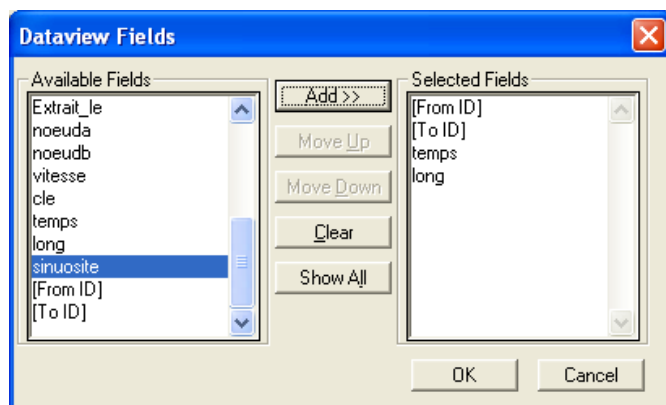 Dataview Fields
Available Fields
Extrait_le
noeuda
noeudb
vitesse
cle
temps
long
sinuosite
[From ID]
[To ID]
Add >>
Move Up
Move Down
Clear
Show All
Selected Fields
[From ID]
[To ID]
temps
long
OK
Cancel